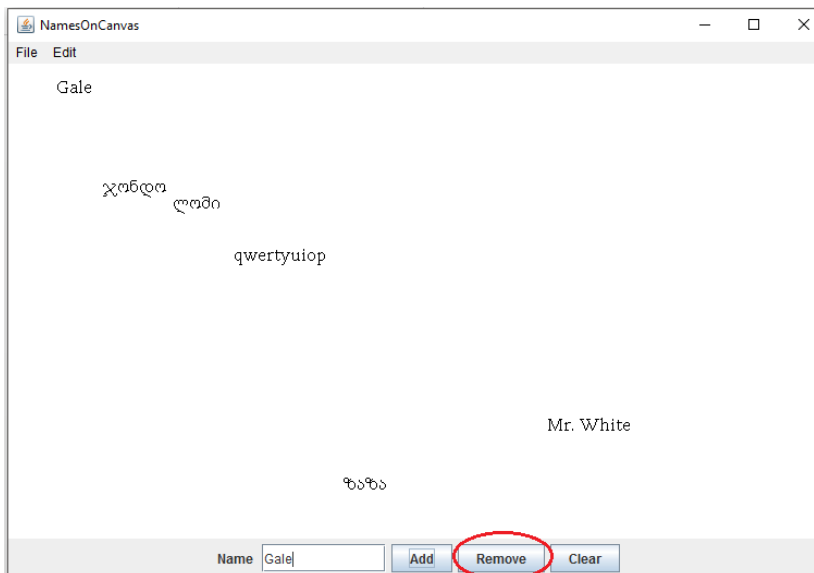 NamesOnCanvas
File Edit
Gale
ჯონდო
ლომი
qwertyuiop
Mr. White
ზაზა
Name Gale Add Remove Clear